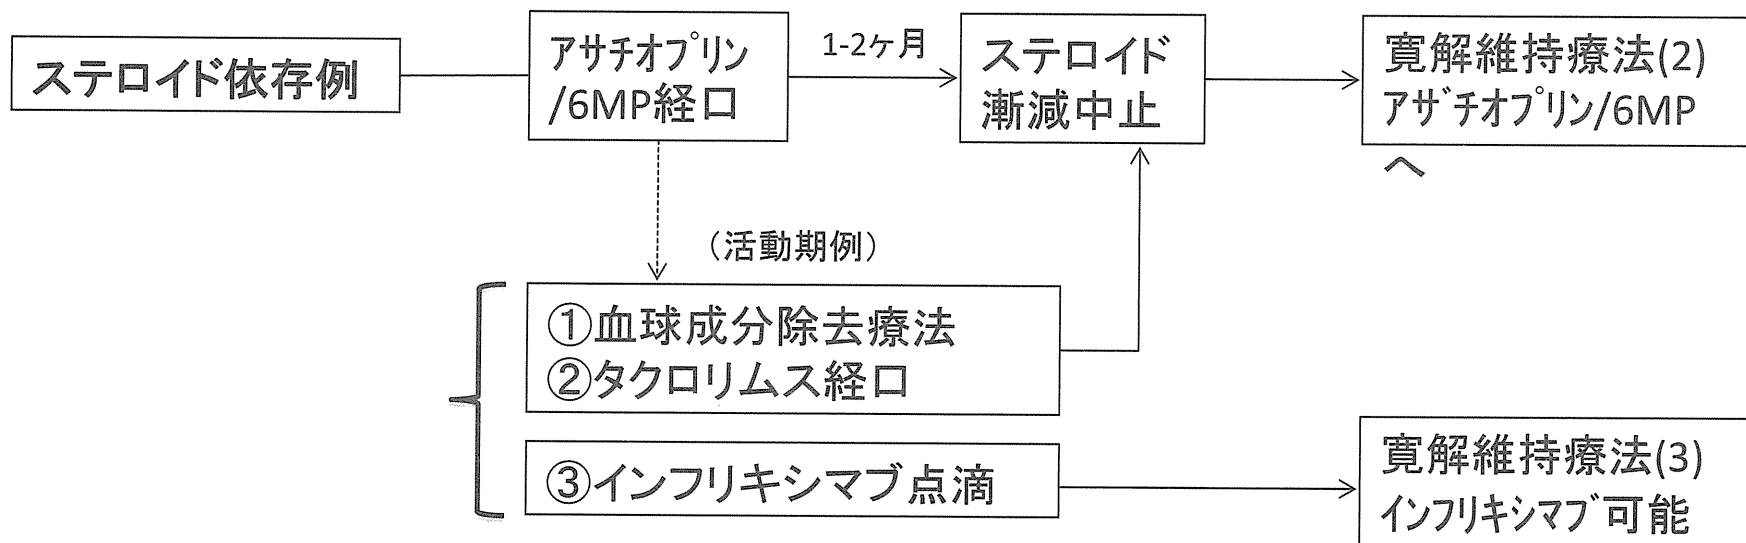 ステロイド依存例
アサチオプリン
/6MP経口
1-2ヶ月
ステロイド
漸減中止
寛解維持療法(2)
アザチオプリン/6MP
へ
（活動期例）
①血球成分除去療法
②タクロリムス経口
③インフリキシマブ点滴
寛解維持療法(3)
インフリキシマブ可能